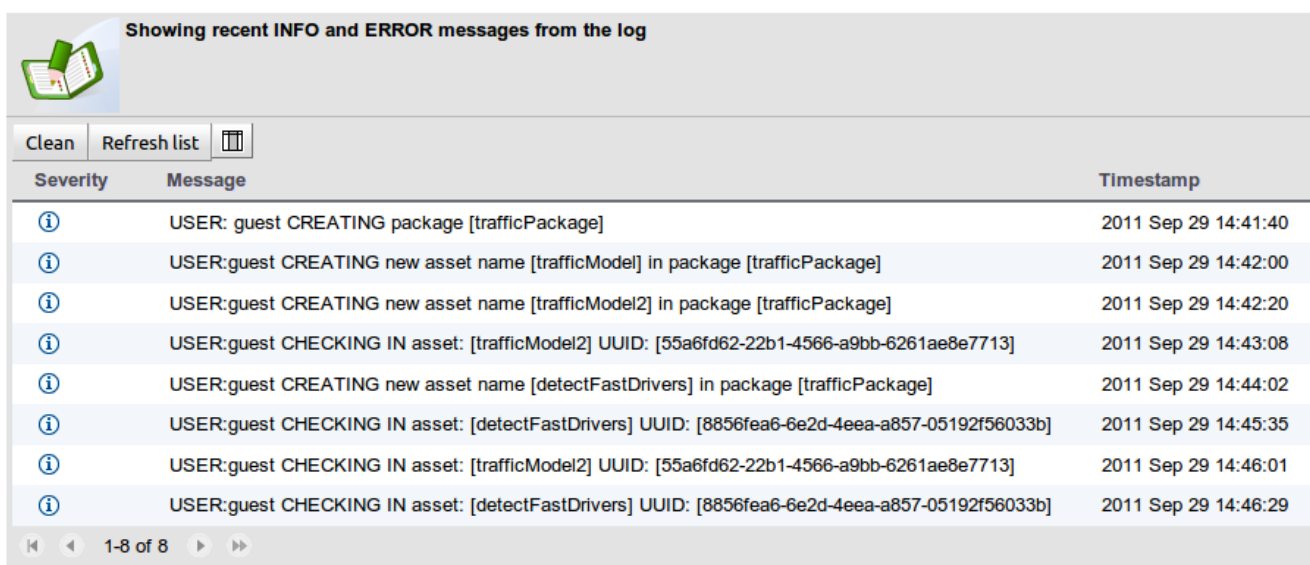 Showing recent INFO and ERROR messages from the log
Clean Refresh list
Severity Message Timestamp
USER: guest CREATING package [trafficPackage] 2011 Sep 29 14:41:40
USER:guest CREATING new asset name [trafficModel] in package [trafficPackage] 2011 Sep 29 14:42:00
USER:guest CREATING new asset name [trafficModel2] in package [trafficPackage] 2011 Sep 29 14:42:20
USER:guest CHECKING IN asset: [trafficModel2] UUID: [55a6fd62-22b1-4566-a9bb-6261ae8e7713] 2011 Sep 29 14:43:08
USER:guest CREATING new asset name [detectFastDrivers] in package [trafficPackage] 2011 Sep 29 14:44:02
USER:guest CHECKING IN asset: [detectFastDrivers] UUID: [8856fea6-6e2d-4eea-a857-05192f56033b] 2011 Sep 29 14:45:35
USER:guest CHECKING IN asset: [trafficModel2] UUID: [55a6fd62-22b1-4566-a9bb-6261ae8e7713] 2011 Sep 29 14:46:01
USER:guest CHECKING IN asset: [detectFastDrivers] UUID: [8856fea6-6e2d-4eea-a857-05192f56033b] 2011 Sep 29 14:46:29
1-8 of 8